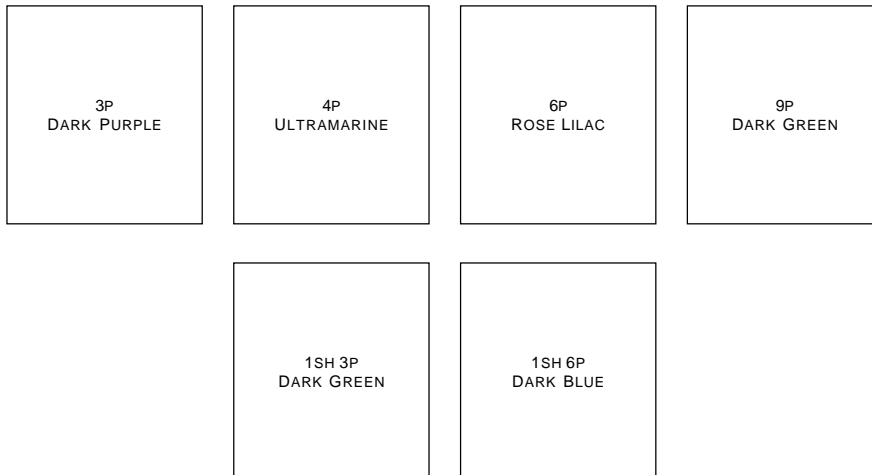 3P
DARK PURPLE
4P
ULTRAMARINE
6P
ROSE LILAC
9P
DARK GREEN
1SH 3P
DARK GREEN
1SH 6P
DARK BLUE